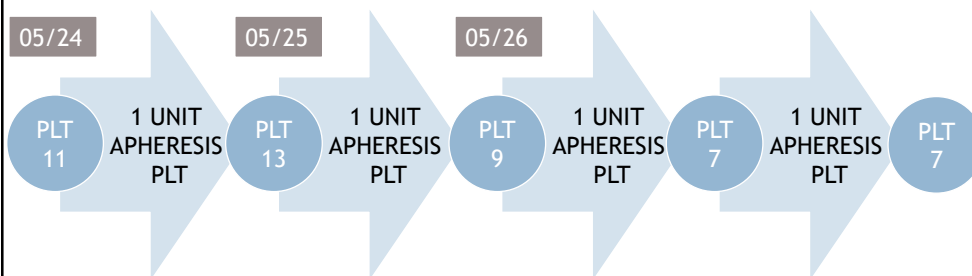 05/24
05/25
05/26
PLT
11
1 UNIT
APHERESIS
PLT
PLT
13
1 UNIT
APHERESIS
PLT
PLT
9
1 UNIT
APHERESIS
PLT
PLT
7
1 UNIT
APHERESIS
PLT
PLT
7